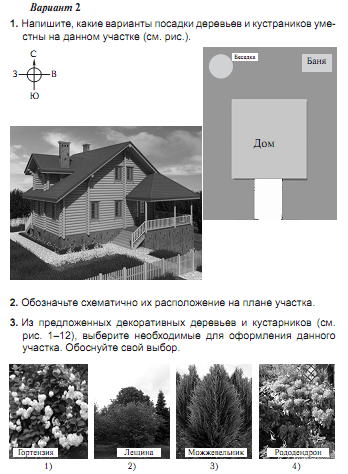 Вариант 2
1. Напишите, какие варианты посадки деревьев и кустраников уме-
стны на данном участке (см. рис.).
С
З В
Ю
Беседка
Баня
Дом
2. Обозначьте схематично их расположение на плане участка.
3. Из предложенных декоративных деревьев и кустарников (см.
рис. 1–12), выберите необходимые для оформления данного
участка. Обоснуйте свой выбор.
Гортензия Лещина Можжевельник Рододендрон
1) 2) 3) 4)